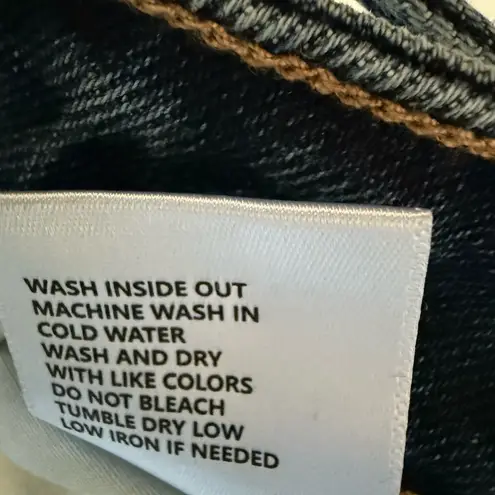 WASH INSIDE OUT
MACHINE WASH IN
COLD WATER
WASH AND DRY
WITH LIKE COLORS
DO NOT BLEACH
TUMBLE DRY LOW
LOW IRON IF NEEDED